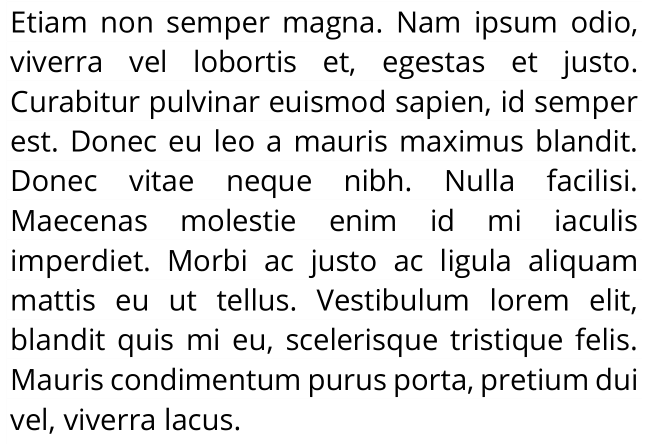 Etiam non semper magna. Nam ipsum odio,
viverra vel lobortis et, egestas et justo.
Curabitur pulvinar euismod sapien, id semper
est. Donec eu leo a mauris maximus blandit.
Donec vitae neque nibh. Nulla facilisi.
Maecenas molestie enim id mi iaculis
imperdiet. Morbi ac justo ac ligula aliquam
mattis eu ut tellus. Vestibulum lorem elit,
blandit quis mi eu, scelerisque tristique felis.
Mauris condimentum purus porta, pretium dui
vel, viverra lacus.